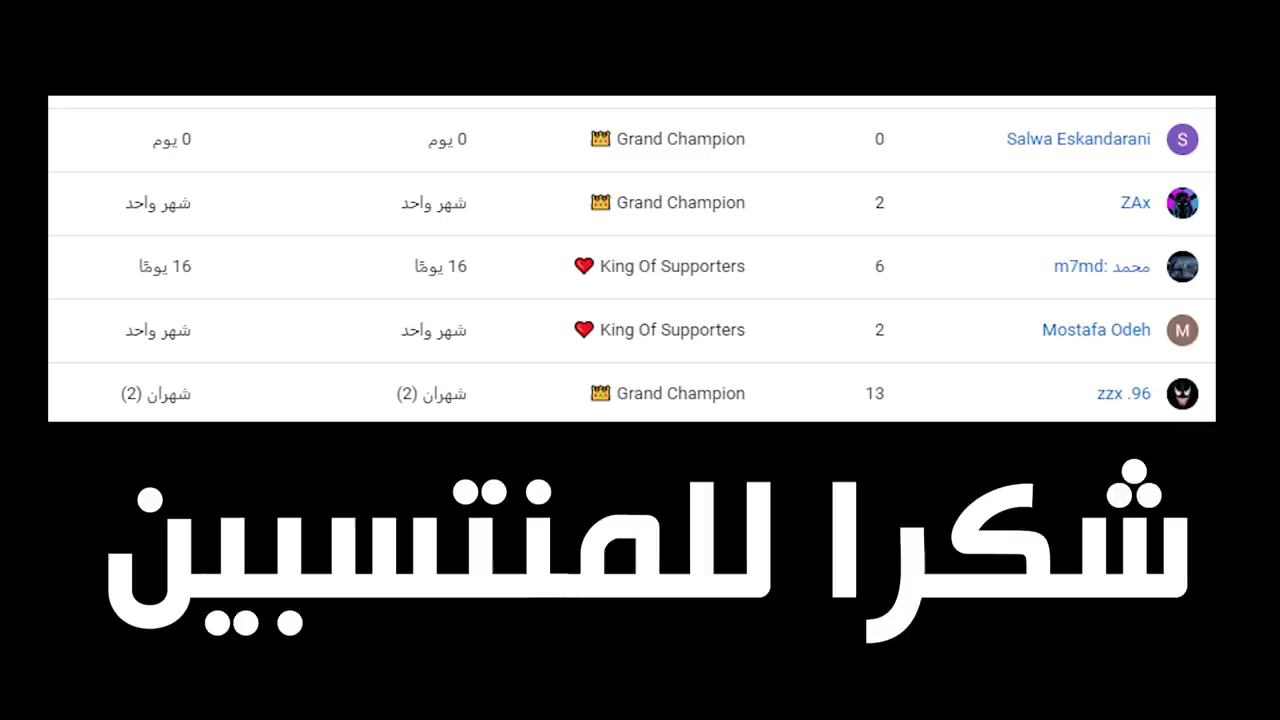 S Salwa Eskandarani 0 Grand Champion 0 يوم 0 يوم
ZAx 2 Grand Champion شهر واحد شهر واحد
محمد :m7md 6 King Of Supporters 16 يومًا 16 يومًا
M Mostafa Odeh 2 King Of Supporters شهر واحد شهر واحد
zzx .96 13 Grand Champion شهران (2) شهران (2)
شكرا للمنتسبين